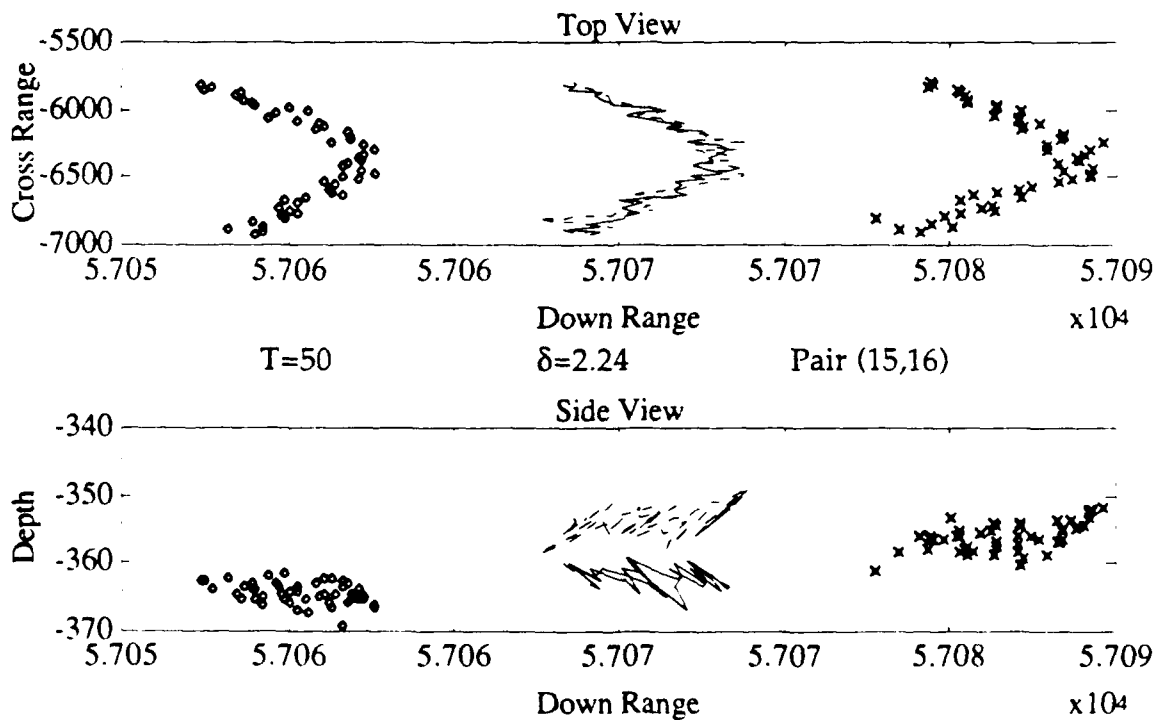 Top View
-5500
-6000
-6500
-7000
Cross Range
5.705 5.706 5.706 5.707 5.707 5.708 5.709
Down Range x10⁴
T=50 δ=2.24 Pair (15,16)
Side View
-340
-350
-360
-370
Depth
5.705 5.706 5.706 5.707 5.707 5.708 5.709
Down Range x10⁴